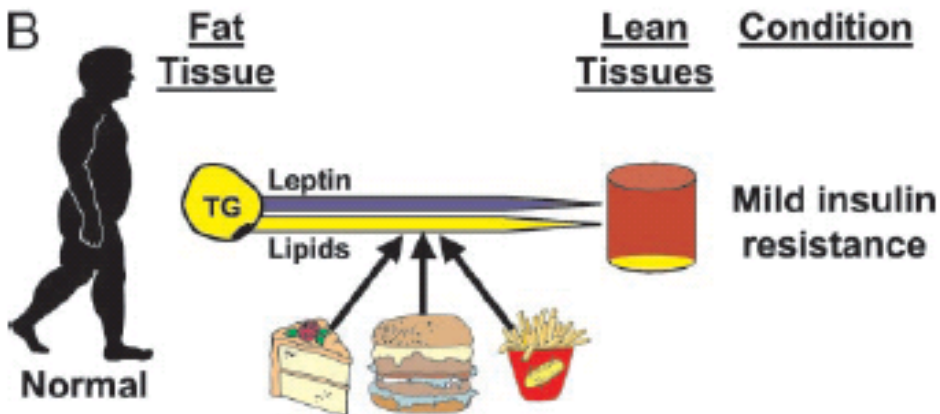 B
Fat
Tissue
Lean
Tissues
Condition
Leptin
TG
Lipids
Mild insulin
resistance
Normal